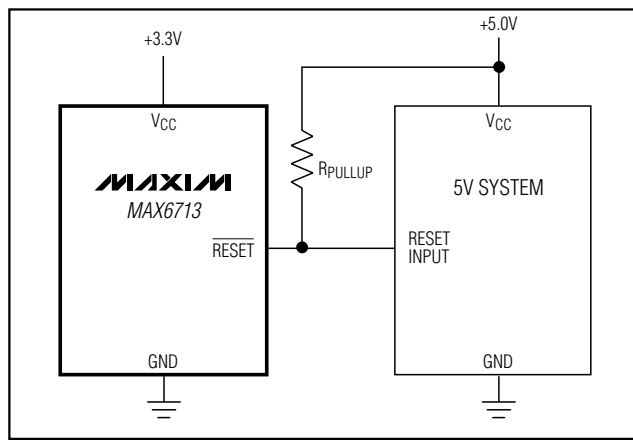 +3.3V
+5.0V
VCC
VCC
RPULLUP
MAXIM
MAX6713
5V SYSTEM
RESET
RESET
INPUT
GND
GND